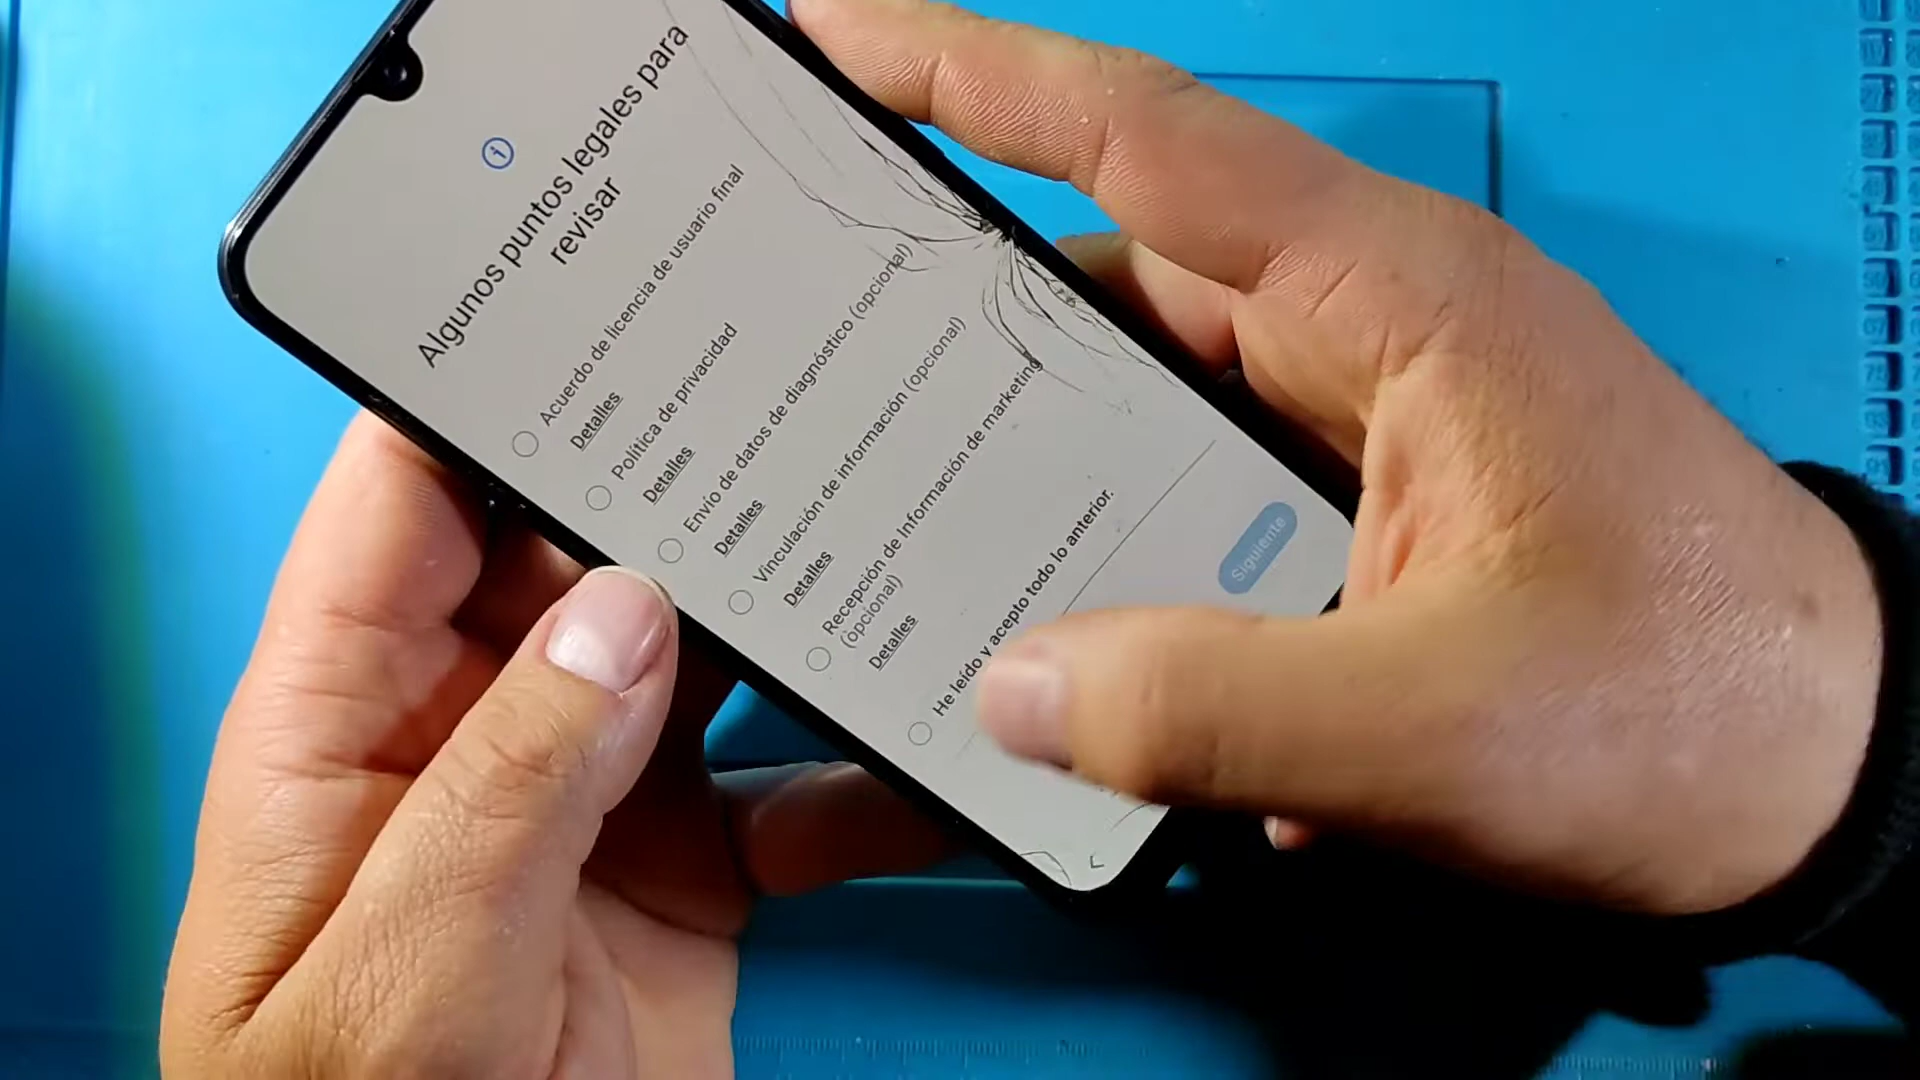 Algunos puntos legales para
revisar
Acuerdo de licencia de usuario final
Detalles
Política de privacidad
Detalles
Envío de datos de diagnóstico (opcional)
Detalles
Vinculación de información (opcional)
Detalles
Recepción de Información de marketing
(opcional)
Detalles
He leído y acepto todo lo anterior.
Siguiente